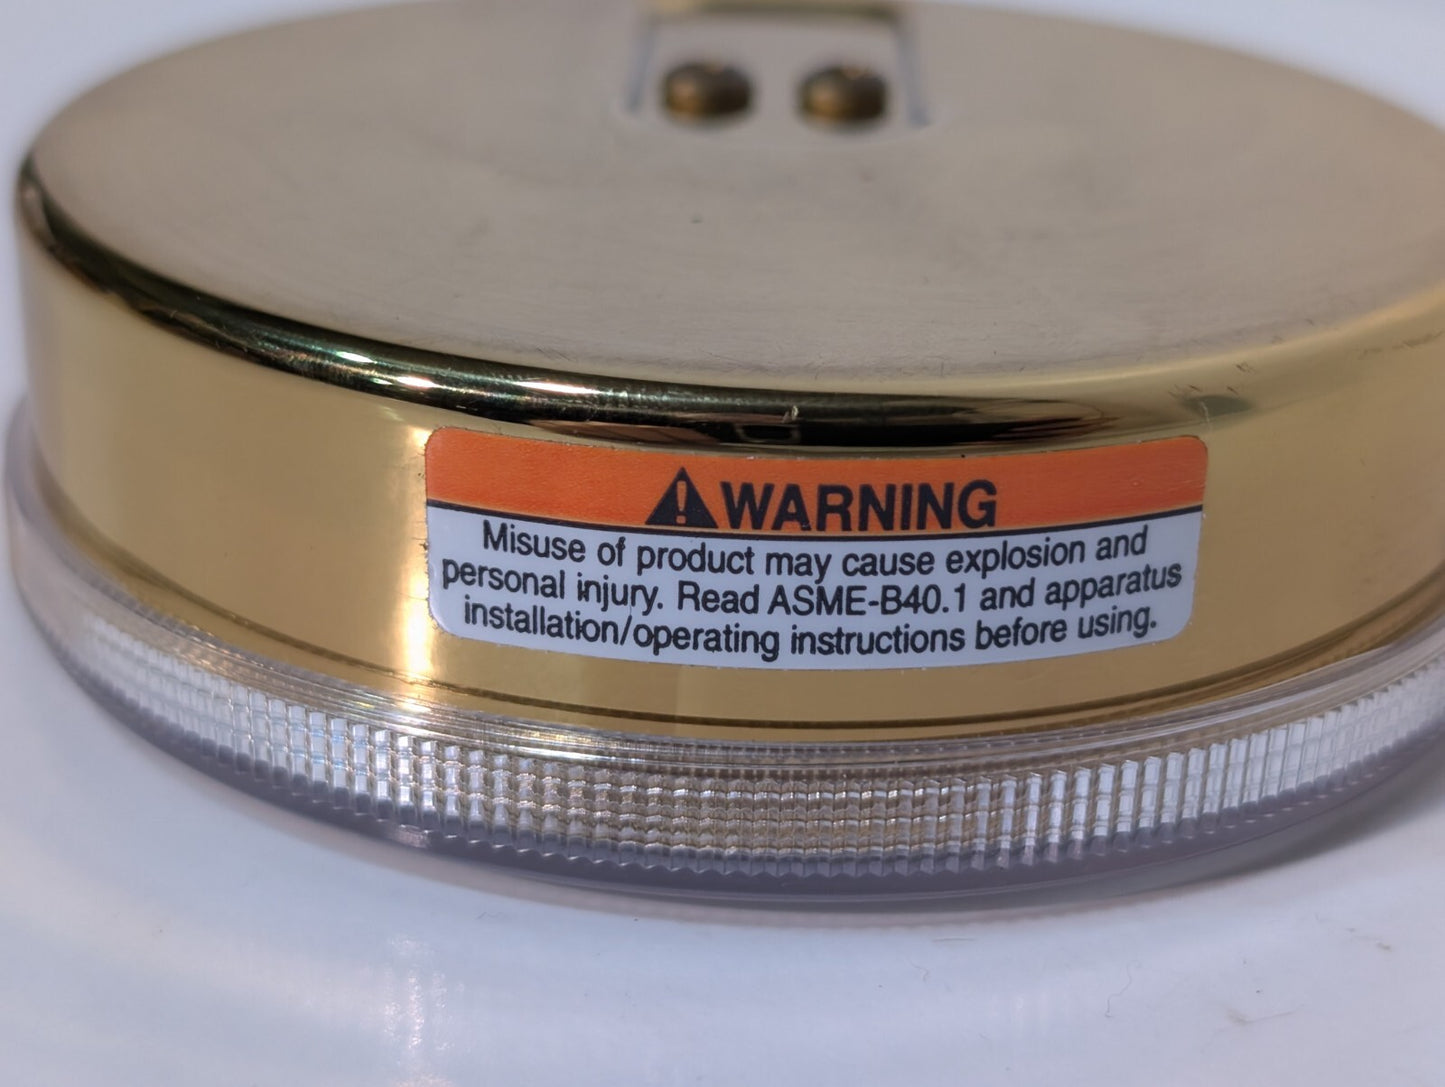 WARNING
Misuse of product may cause explosion and
personal injury. Read ASME-B40.1 and apparatus
installation/operating instructions before using.